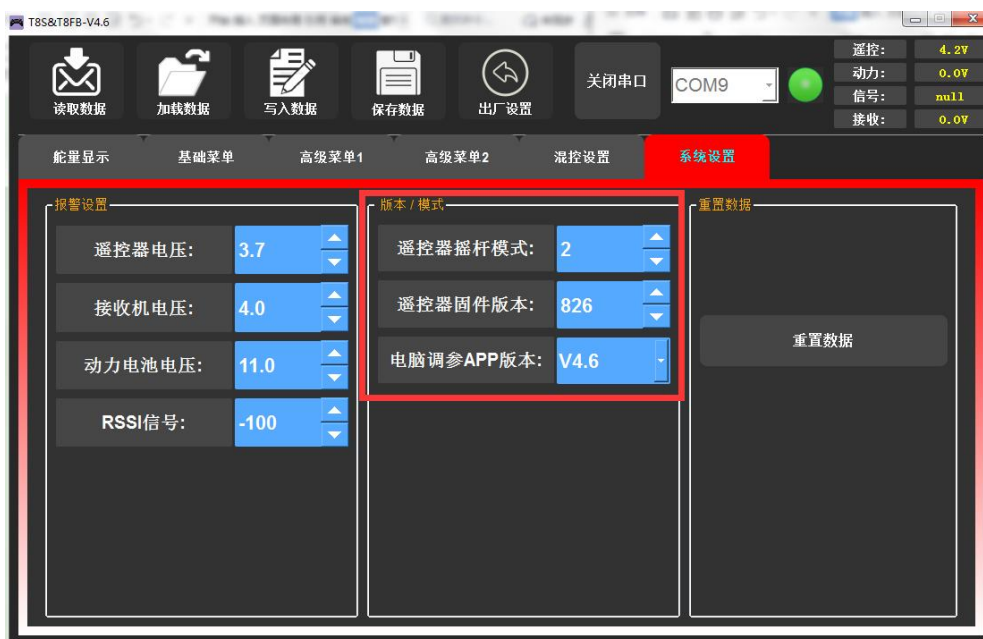 T8S&T8FB-V4.6
读取数据
加载数据
写入数据
保存数据
出厂设置
关闭串口
COM9
遥控: 4.2V
动力: 0.0V
信号: null
接收: 0.0V
舵量显示 基础菜单 高级菜单1 高级菜单2 混控设置 系统设置
报警设置
遥控器电压: 3.7
接收机电压: 4.0
动力电池电压: 11.0
RSSI信号: -100
版本 / 模式
遥控器摇杆模式: 2
遥控器固件版本: 826
电脑调参APP版本: V4.6
重置数据
重置数据